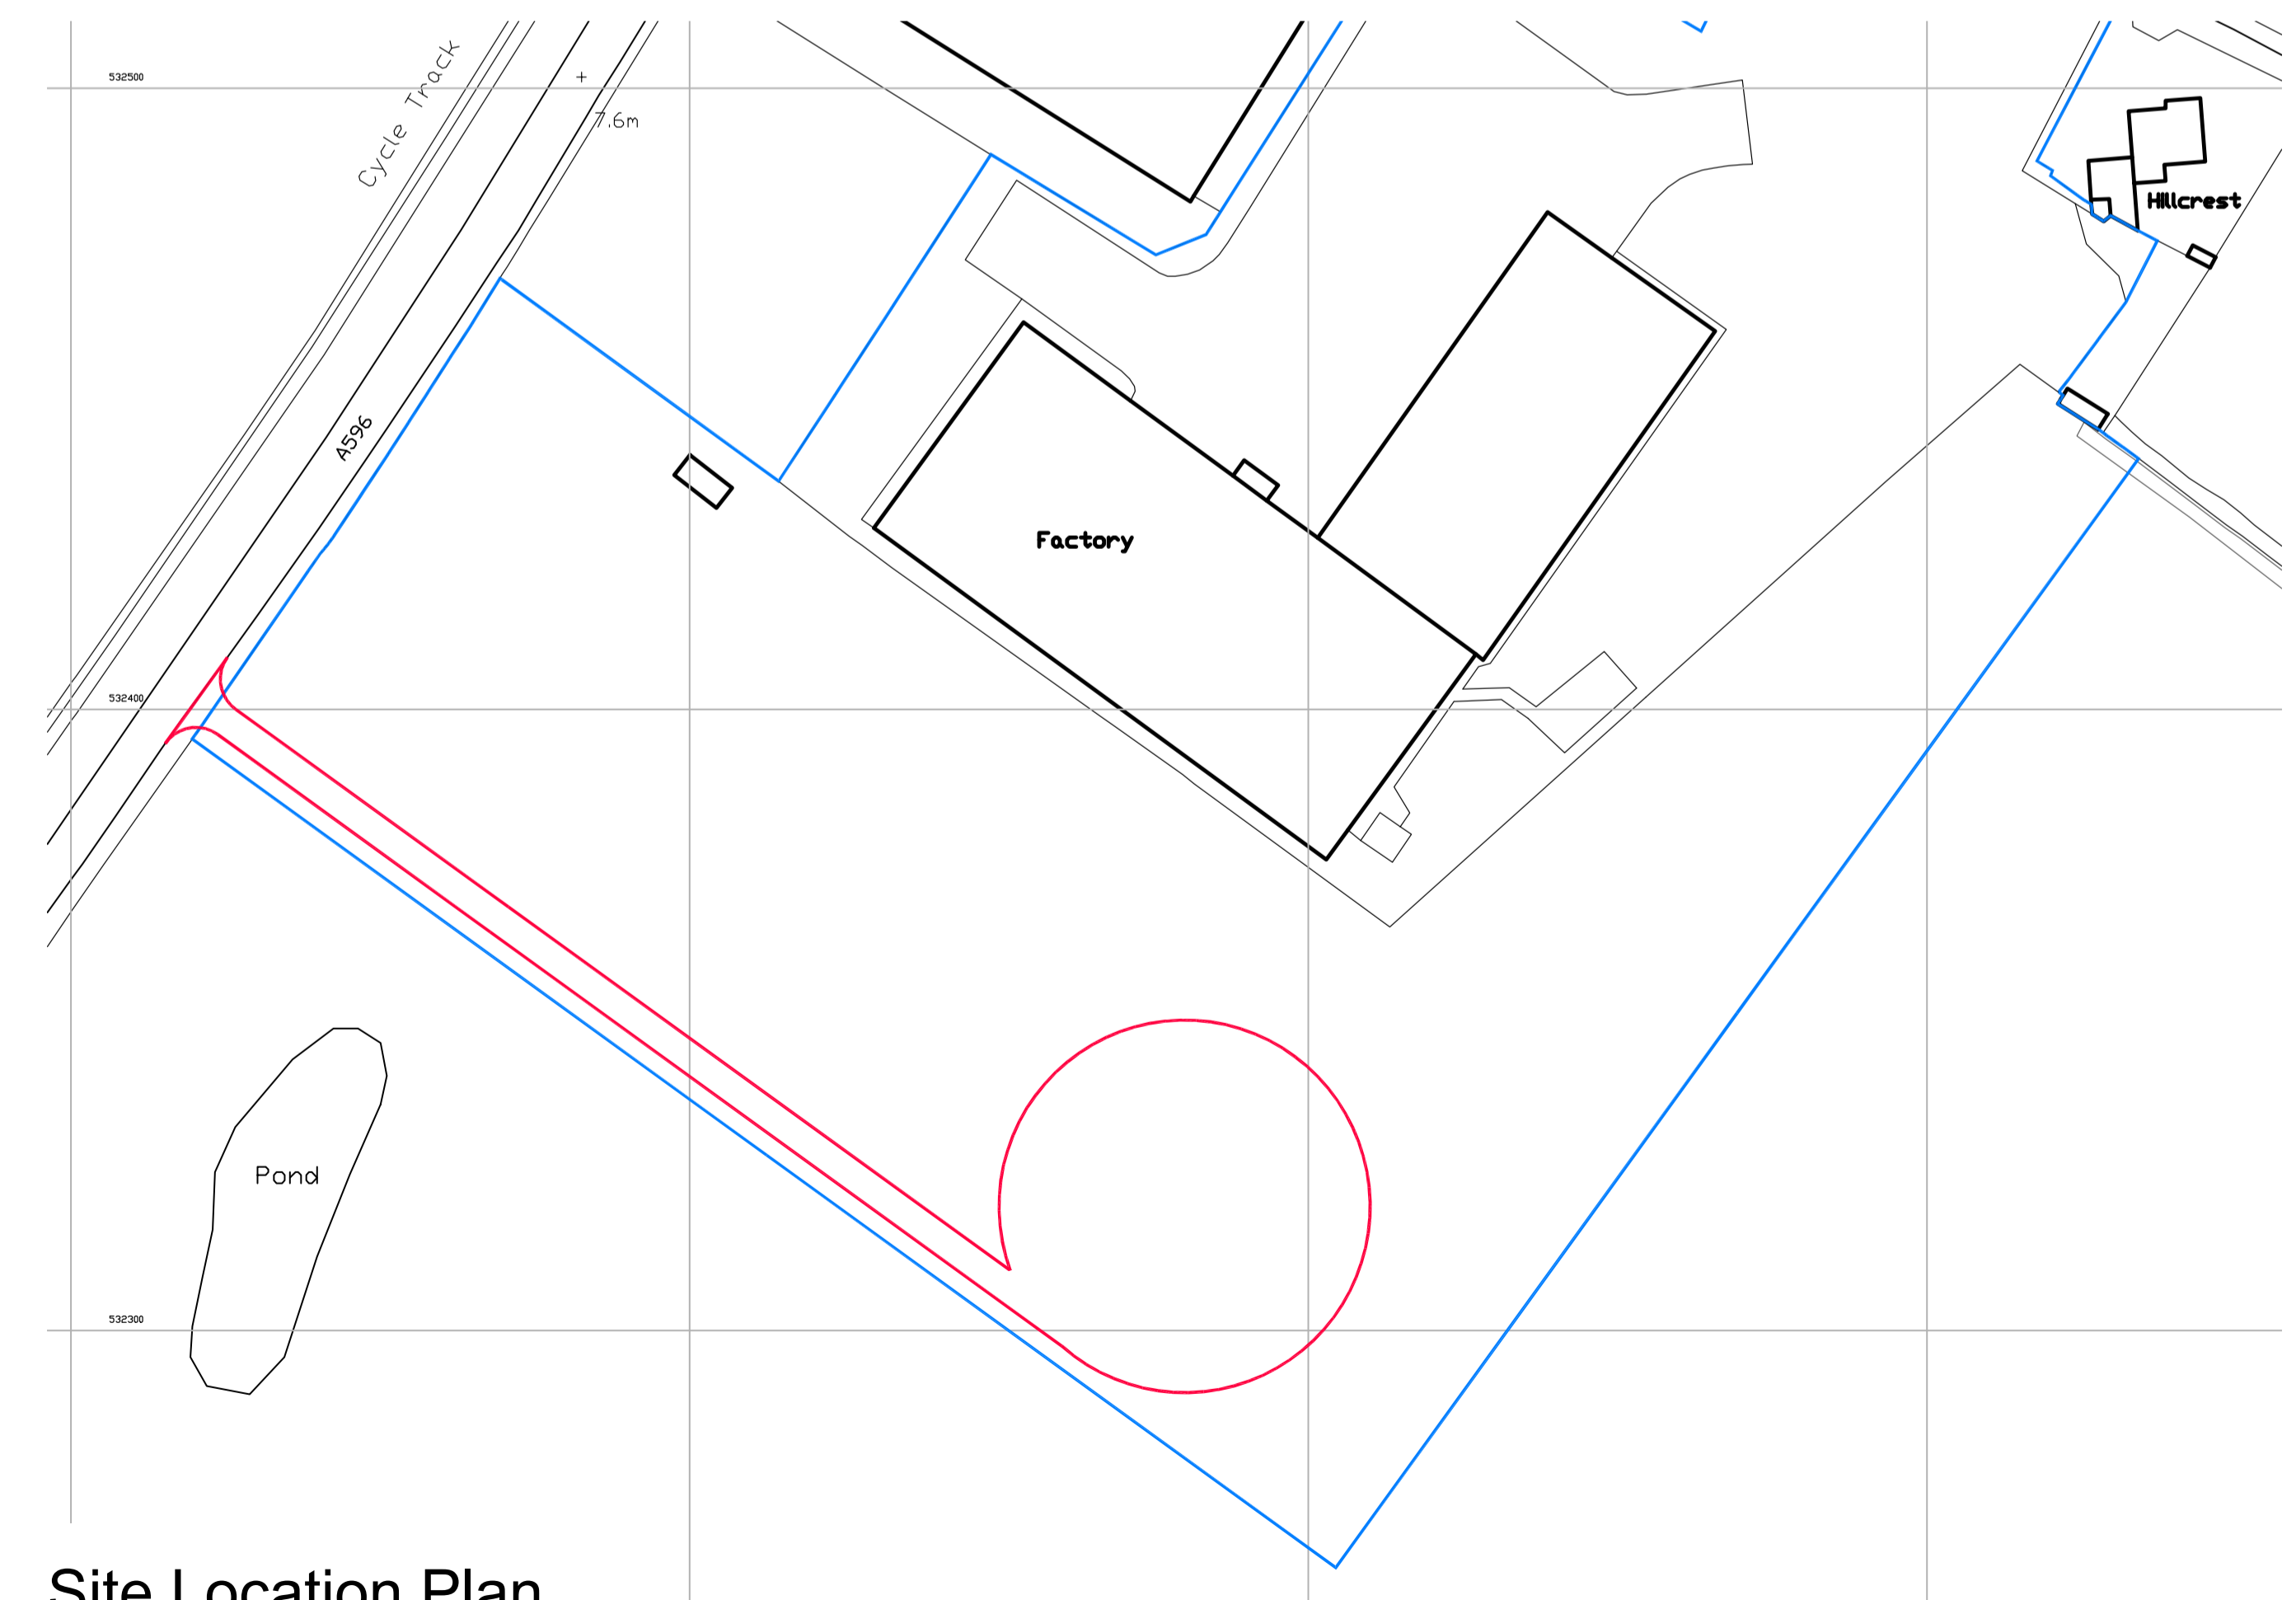 Cycle Track
532500
7.6m
Hillcrest
A596
Factory
532400
Pond
532300
Site Location Plan